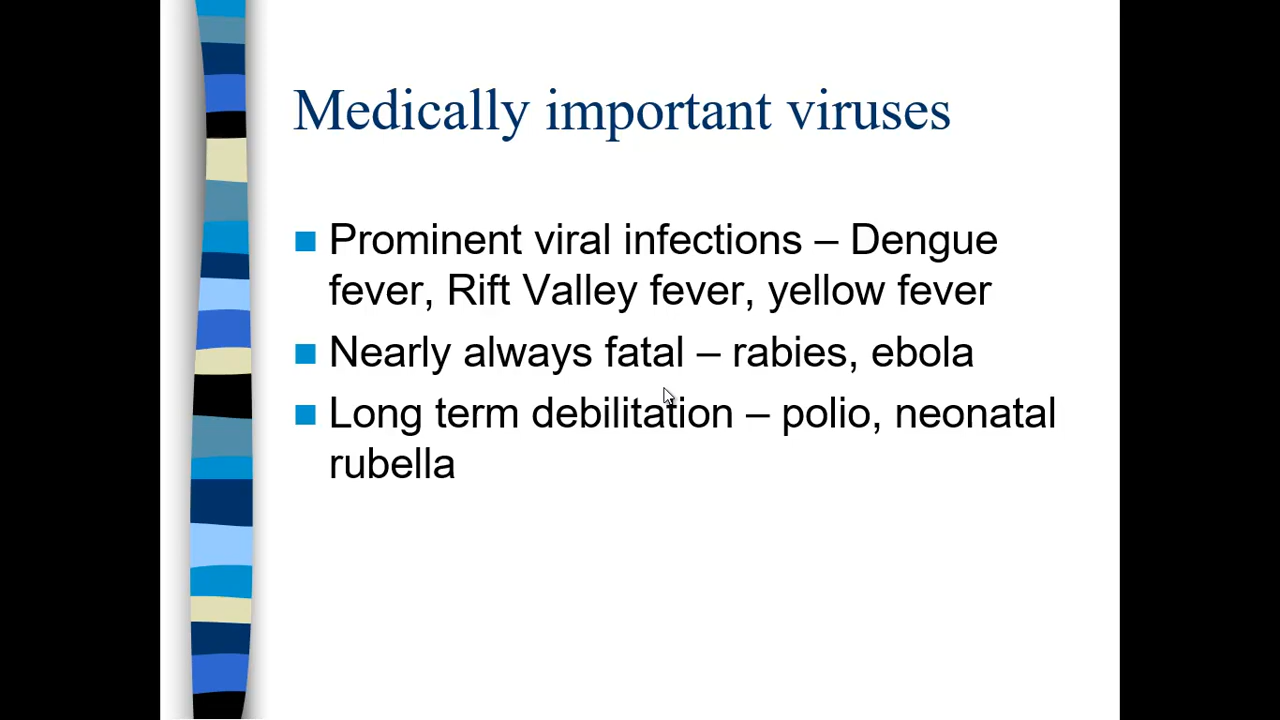 Medically important viruses
Prominent viral infections – Dengue
fever, Rift Valley fever, yellow fever
Nearly always fatal – rabies, ebola
Long term debilitation – polio, neonatal
rubella